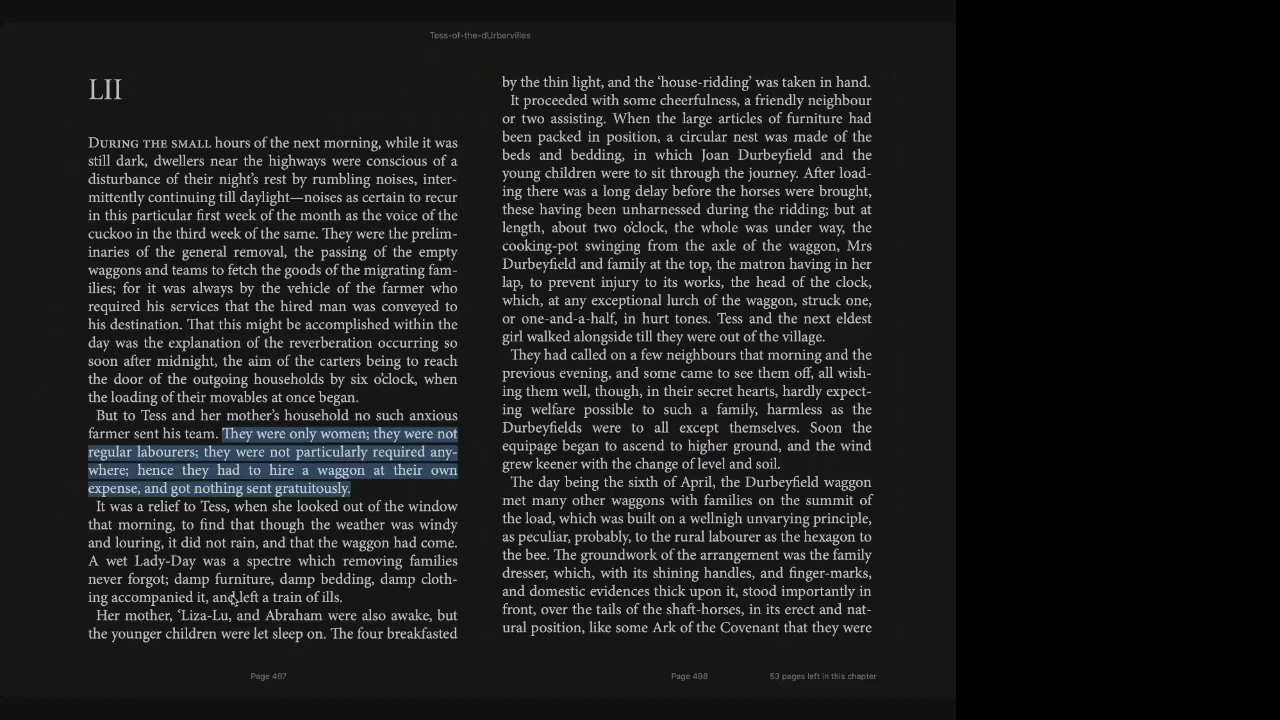 Tess-of-the-dUrbervilles
LII
DURING THE SMALL hours of the next morning, while it was
still dark, dwellers near the highways were conscious of a
disturbance of their night's rest by rumbling noises, inter-
mittently continuing till daylight—noises as certain to recur
in this particular first week of the month as the voice of the
cuckoo in the third week of the same. They were the prelim-
inaries of the general removal, the passing of the empty
waggons and teams to fetch the goods of the migrating fam-
ilies; for it was always by the vehicle of the farmer who
required his services that the hired man was conveyed to
his destination. That this might be accomplished within the
day was the explanation of the reverberation occurring so
soon after midnight, the aim of the carters being to reach
the door of the outgoing households by six o'clock, when
the loading of their movables at once began.
But to Tess and her mother's household no such anxious
farmer sent his team. They were only women; they were not
regular labourers; they were not particularly required any-
where; hence they had to hire a waggon at their own
expense, and got nothing sent gratuitously.
It was a relief to Tess, when she looked out of the window
that morning, to find that though the weather was windy
and louring, it did not rain, and that the waggon had come.
A wet Lady-Day was a spectre which removing families
never forgot; damp furniture, damp bedding, damp cloth-
ing accompanied it, and left a train of ills.
Her mother, 'Liza-Lu, and Abraham were also awake, but
the younger children were let sleep on. The four breakfasted
by the thin light, and the 'house-ridding' was taken in hand.
It proceeded with some cheerfulness, a friendly neighbour
or two assisting. When the large articles of furniture had
been packed in position, a circular nest was made of the
beds and bedding, in which Joan Durbeyfield and the
young children were to sit through the journey. After load-
ing there was a long delay before the horses were brought,
these having been unharnessed during the ridding; but at
length, about two o'clock, the whole was under way, the
cooking-pot swinging from the axle of the waggon, Mrs
Durbeyfield and family at the top, the matron having in her
lap, to prevent injury to its works, the head of the clock,
which, at any exceptional lurch of the waggon, struck one,
or one-and-a-half, in hurt tones. Tess and the next eldest
girl walked alongside till they were out of the village.
They had called on a few neighbours that morning and the
previous evening, and some came to see them off, all wish-
ing them well, though, in their secret hearts, hardly expect-
ing welfare possible to such a family, harmless as the
Durbeyfields were to all except themselves. Soon the
equipage began to ascend to higher ground, and the wind
grew keener with the change of level and soil.
The day being the sixth of April, the Durbeyfield waggon
met many other waggons with families on the summit of
the load, which was built on a wellnigh unvarying principle,
as peculiar, probably, to the rural labourer as the hexagon to
the bee. The groundwork of the arrangement was the family
dresser, which, with its shining handles, and finger-marks,
and domestic evidences thick upon it, stood importantly in
front, over the tails of the shaft-horses, in its erect and nat-
ural position, like some Ark of the Covenant that they were
Page 497
Page 498
53 pages left in this chapter